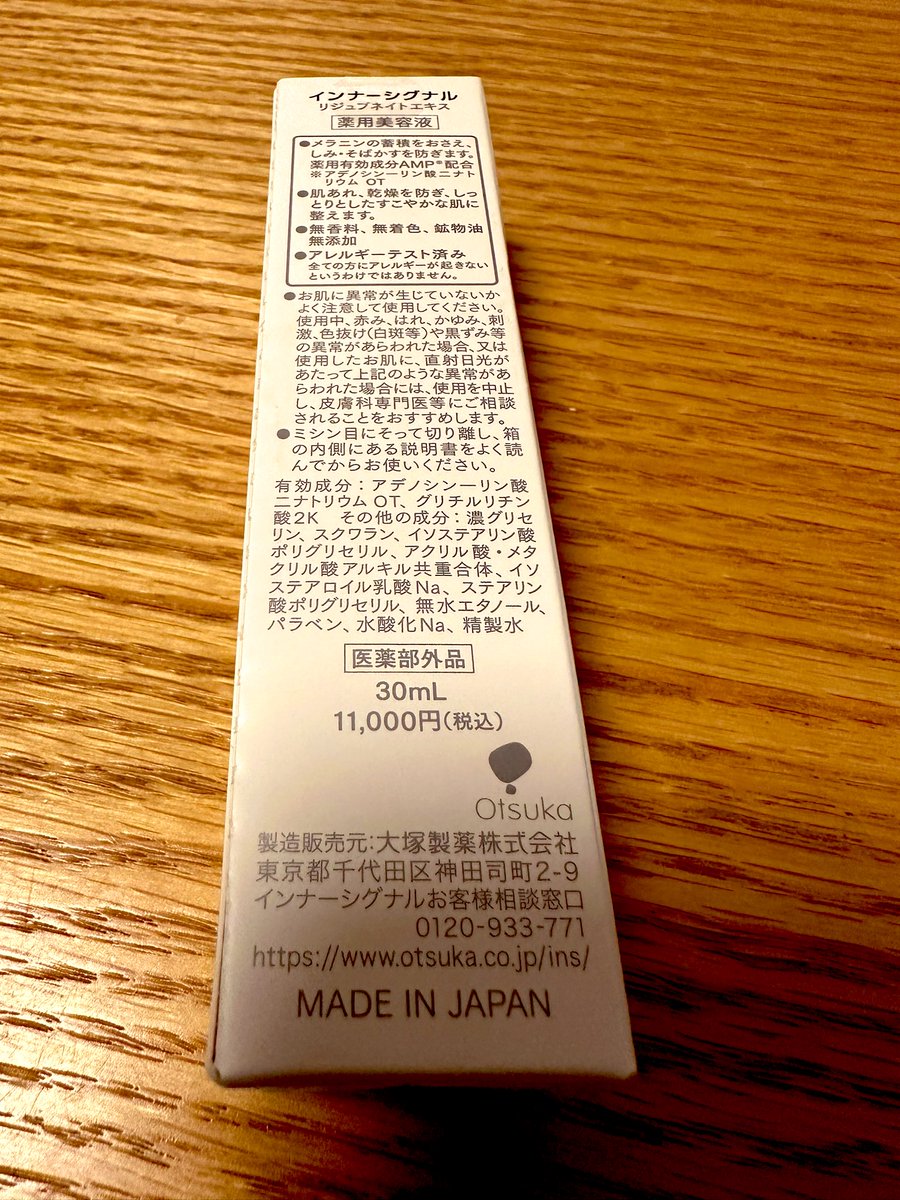 インナーシグナル
リジュブネイトエキス
薬用美容液
●メラニンの蓄積をおさえ、
しみ・そばかすを防ぎます。
薬用有効成分AMP※配合
※アデノシン一リン酸二ナト
リウム OT
●肌あれ、乾燥を防ぎ、しっ
とりとしたすこやかな肌に
整えます。
●無香料、無着色、鉱物油
無添加
●アレルギーテスト済み
全ての方にアレルギーが起きない
というわけではありません。
●お肌に異常が生じていないか
よく注意して使用してください。
使用中、赤み、はれ、かゆみ、刺
激、色抜け(白斑等)や黒ずみ等
の異常があらわれた場合、又は
使用したお肌に、直射日光が
あたって上記のような異常があ
らわれた場合には、使用を中止
し、皮膚科専門医等にご相談
されることをおすすめします。
●ミシン目にそって切り離し、箱
の内側にある説明書をよく読
んでからお使いください。
有効成分：アデノシン一リン酸
二ナトリウム OT、グリチルリチン
酸2K その他の成分：濃グリセ
リン、スクワラン、イソステアリン酸
ポリグリセリル、アクリル酸・メタ
クリル酸アルキル共重合体、イソ
ステアロイル乳酸Na、ステアリン
酸ポリグリセリル、無水エタノール、
パラベン、水酸化Na、精製水
医薬部外品
30mL
11,000円(税込)
Otsuka
製造販売元:大塚製薬株式会社
東京都千代田区神田司町2-9
インナーシグナルお客様相談窓口
0120-933-771
https://www.otsuka.co.jp/ins/
MADE IN JAPAN